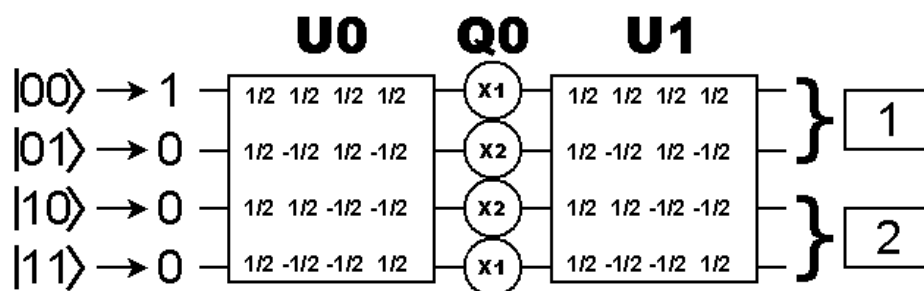 U0 Q0 U1
|00⟩ → 1 1/2 1/2 1/2 1/2 X1 1/2 1/2 1/2 1/2
} 1
|01⟩ → 0 1/2 -1/2 1/2 -1/2 X2 1/2 -1/2 1/2 -1/2
|10⟩ → 0 1/2 1/2 -1/2 -1/2 X2 1/2 1/2 -1/2 -1/2
} 2
|11⟩ → 0 1/2 -1/2 -1/2 1/2 X1 1/2 -1/2 -1/2 1/2